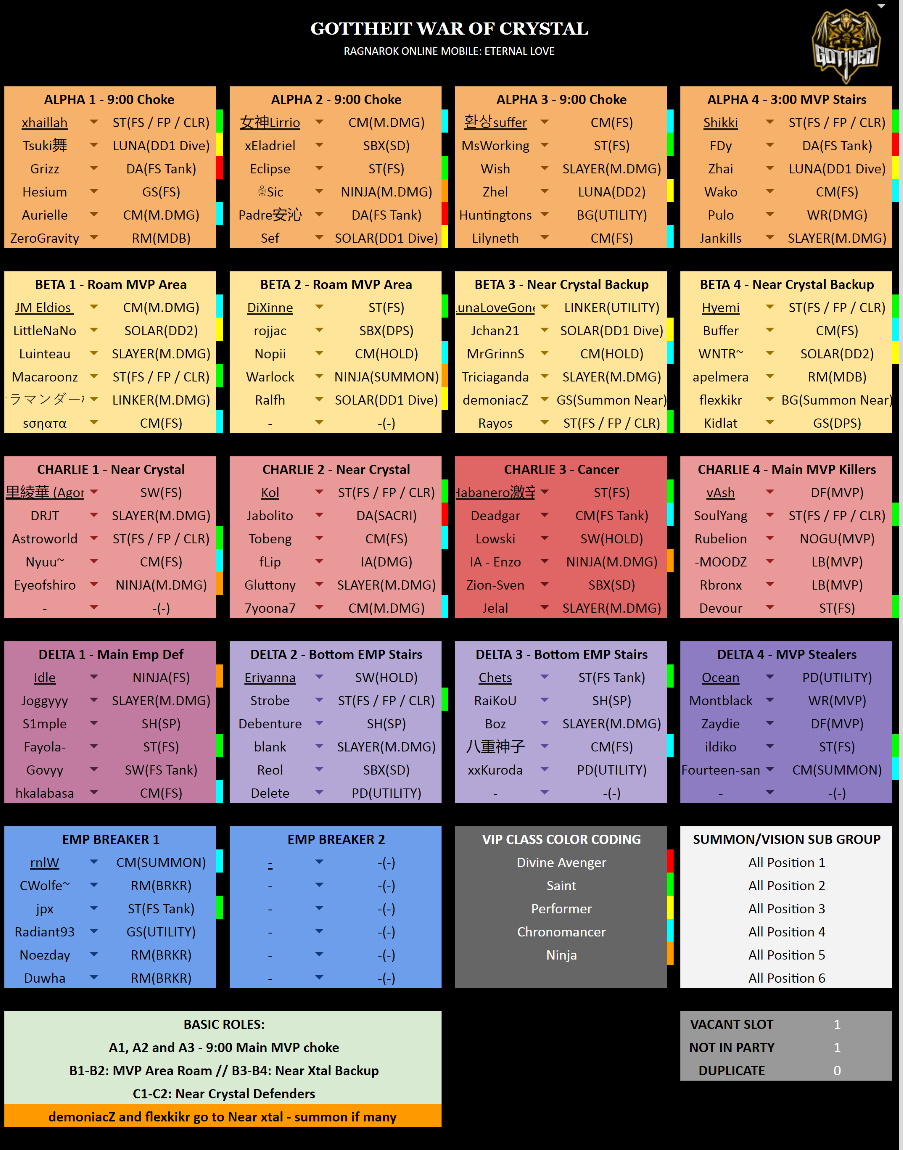 GOTTHEIT WAR OF CRYSTAL
RAGNAROK ONLINE MOBILE: ETERNAL LOVE
GOTTHEIT
ALPHA 1 - 9:00 Choke
xhaillah ST(FS / FP / CLR)
Tsuki舞 LUNA(DD1 Dive)
Grizz DA(FS Tank)
Hesium GS(FS)
Aurielle CM(M.DMG)
ZeroGravity RM(MDB)
ALPHA 2 - 9:00 Choke
女神Lirrio CM(M.DMG)
xEladriel SBX(SD)
Eclipse ST(FS)
Sic NINJA(M.DMG)
Padre安沁 DA(FS Tank)
Sef SOLAR(DD1 Dive)
ALPHA 3 - 9:00 Choke
환상suffer CM(FS)
MsWorking ST(FS)
Wish SLAYER(M.DMG)
Zhel LUNA(DD2)
Huntingtons BG(UTILITY)
Lilyneth CM(FS)
ALPHA 4 - 3:00 MVP Stairs
Shikki ST(FS / FP / CLR)
FDy DA(FS Tank)
Zhai LUNA(DD1 Dive)
Wako CM(FS)
Pulo WR(DMG)
Jankills SLAYER(M.DMG)
BETA 1 - Roam MVP Area
JM Eldios CM(M.DMG)
LittleNaNo SOLAR(DD2)
Luinteau SLAYER(M.DMG)
Macaroonz ST(FS / FP / CLR)
ラマンダー LINKER(M.DMG)
sσηατα CM(FS)
BETA 2 - Roam MVP Area
DiXinne ST(FS)
rojjac SBX(DPS)
Nopii CM(HOLD)
Warlock NINJA(SUMMON)
Ralfh SOLAR(DD1 Dive)
- -(-)
BETA 3 - Near Crystal Backup
LunaLoveGone LINKER(UTILITY)
Jchan21 SOLAR(DD1 Dive)
MrGrinnS CM(HOLD)
Triciaganda SLAYER(M.DMG)
demoniacZ GS(Summon Near)
Rayos ST(FS / FP / CLR)
BETA 4 - Near Crystal Backup
Hyemi ST(FS / FP / CLR)
Buffer CM(FS)
WNTR~ SOLAR(DD2)
apelmera RM(MDB)
flexkikr BG(Summon Near)
Kidlat GS(DPS)
CHARLIE 1 - Near Crystal
里綾華 (Agor SW(FS)
DRJT SLAYER(M.DMG)
Astroworld ST(FS / FP / CLR)
Nyuu~ CM(FS)
Eyeofshiro NINJA(M.DMG)
- -(-)
CHARLIE 2 - Near Crystal
Kol ST(FS / FP / CLR)
Jabolito DA(SACRI)
Tobeng CM(FS)
fLip IA(DMG)
Gluttony SLAYER(M.DMG)
7yoona7 CM(M.DMG)
CHARLIE 3 - Cancer
Habanero激辛 ST(FS)
Deadgar CM(FS Tank)
Lowski SW(HOLD)
IA - Enzo NINJA(M.DMG)
Zion-Sven SBX(SD)
Jelal SLAYER(M.DMG)
CHARLIE 4 - Main MVP Killers
vAsh DF(MVP)
SoulYang ST(FS / FP / CLR)
Rubelion NOGU(MVP)
-MOODZ LB(MVP)
Rbronx LB(MVP)
Devour ST(FS)
DELTA 1 - Main Emp Def
Idle NINJA(FS)
Joggyyy SLAYER(M.DMG)
S1mple SH(SP)
Fayola- ST(FS)
Govyy SW(FS Tank)
hkalabasa CM(FS)
DELTA 2 - Bottom EMP Stairs
Eriyanna SW(HOLD)
Strobe ST(FS / FP / CLR)
Debenture SH(SP)
blank SLAYER(M.DMG)
Reol SBX(SD)
Delete PD(UTILITY)
DELTA 3 - Bottom EMP Stairs
Chets ST(FS Tank)
RaiKoU SH(SP)
Boz SLAYER(M.DMG)
八重神子 CM(FS)
xxKuroda PD(UTILITY)
- -(-)
DELTA 4 - MVP Stealers
Ocean PD(UTILITY)
Montblack WR(MVP)
Zaydie DF(MVP)
ildiko ST(FS)
Fourteen-san CM(SUMMON)
- -(-)
EMP BREAKER 1
rnlW CM(SUMMON)
CWolfe~ RM(BRKR)
jpx ST(FS Tank)
Radiant93 GS(UTILITY)
Noezday RM(BRKR)
Duwha RM(BRKR)
EMP BREAKER 2
- -(-)
- -(-)
- -(-)
- -(-)
- -(-)
- -(-)
VIP CLASS COLOR CODING
Divine Avenger
Saint
Performer
Chronomancer
Ninja
SUMMON/VISION SUB GROUP
All Position 1
All Position 2
All Position 3
All Position 4
All Position 5
All Position 6
BASIC ROLES:
A1, A2 and A3 - 9:00 Main MVP choke
B1-B2: MVP Area Roam // B3-B4: Near Xtal Backup
C1-C2: Near Crystal Defenders
demoniacZ and flexkikr go to Near xtal - summon if many
VACANT SLOT 1
NOT IN PARTY 1
DUPLICATE 0